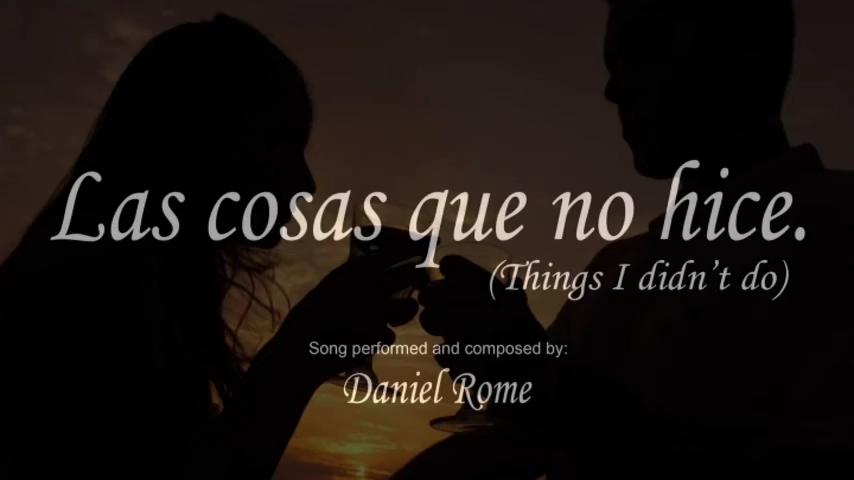 Las cosas que no hice.
(Things I didn't do)
Song performed and composed by:
Daniel Rome